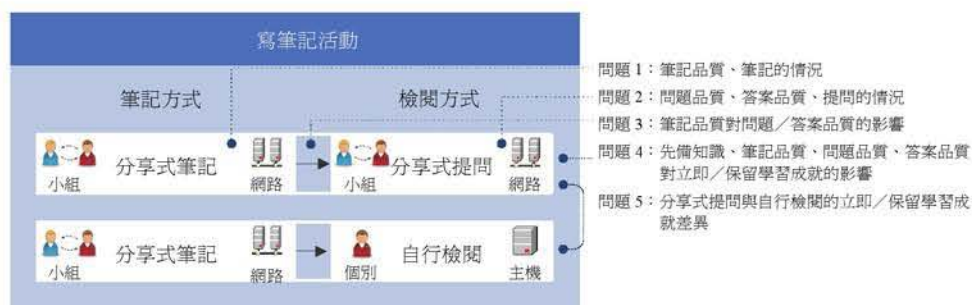 寫筆記活動
筆記方式
檢閱方式
小組
分享式筆記
網路
小組
分享式提問
網路
小組
分享式筆記
網路
個別
自行檢閱
主機
問題 1：筆記品質、筆記的情況
問題 2：問題品質、答案品質、提問的情況
問題 3：筆記品質對問題／答案品質的影響
問題 4：先備知識、筆記品質、問題品質、答案品質
對立即／保留學習成就的影響
問題 5：分享式提問與自行檢閱的立即／保留學習成
就差異